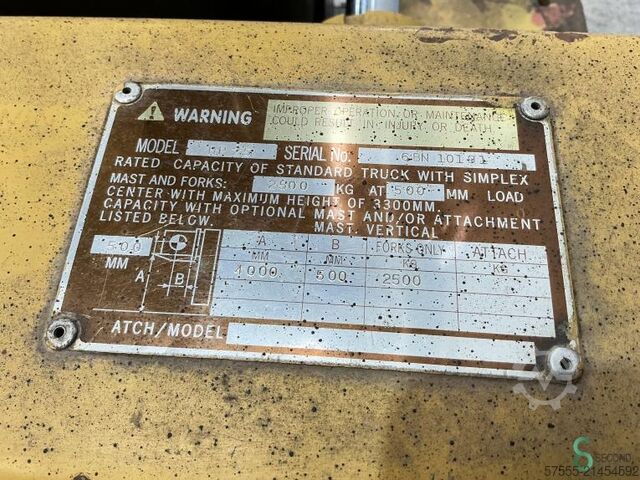 WARNING
IMPROPER OPERATION OR MAINTENANCE
COULD RESULT IN INJURY OR DEATH
MODEL SERIAL No. 6BN 10181
RATED CAPACITY OF STANDARD TRUCK WITH SIMPLEX
MAST AND FORKS: KG AT 500 MM LOAD
CENTER WITH MAXIMUM HEIGHT OF 3300MM.
CAPACITY WITH OPTIONAL MAST AND/OR ATTACHMENT
LISTED BELOW. MAST. VERTICAL
500 A B FORKS ONLY ATTACH.
MM MM MM KG KG
A B 4000 500 2500
ATCH/MODEL
S SECOND
57555-21454692